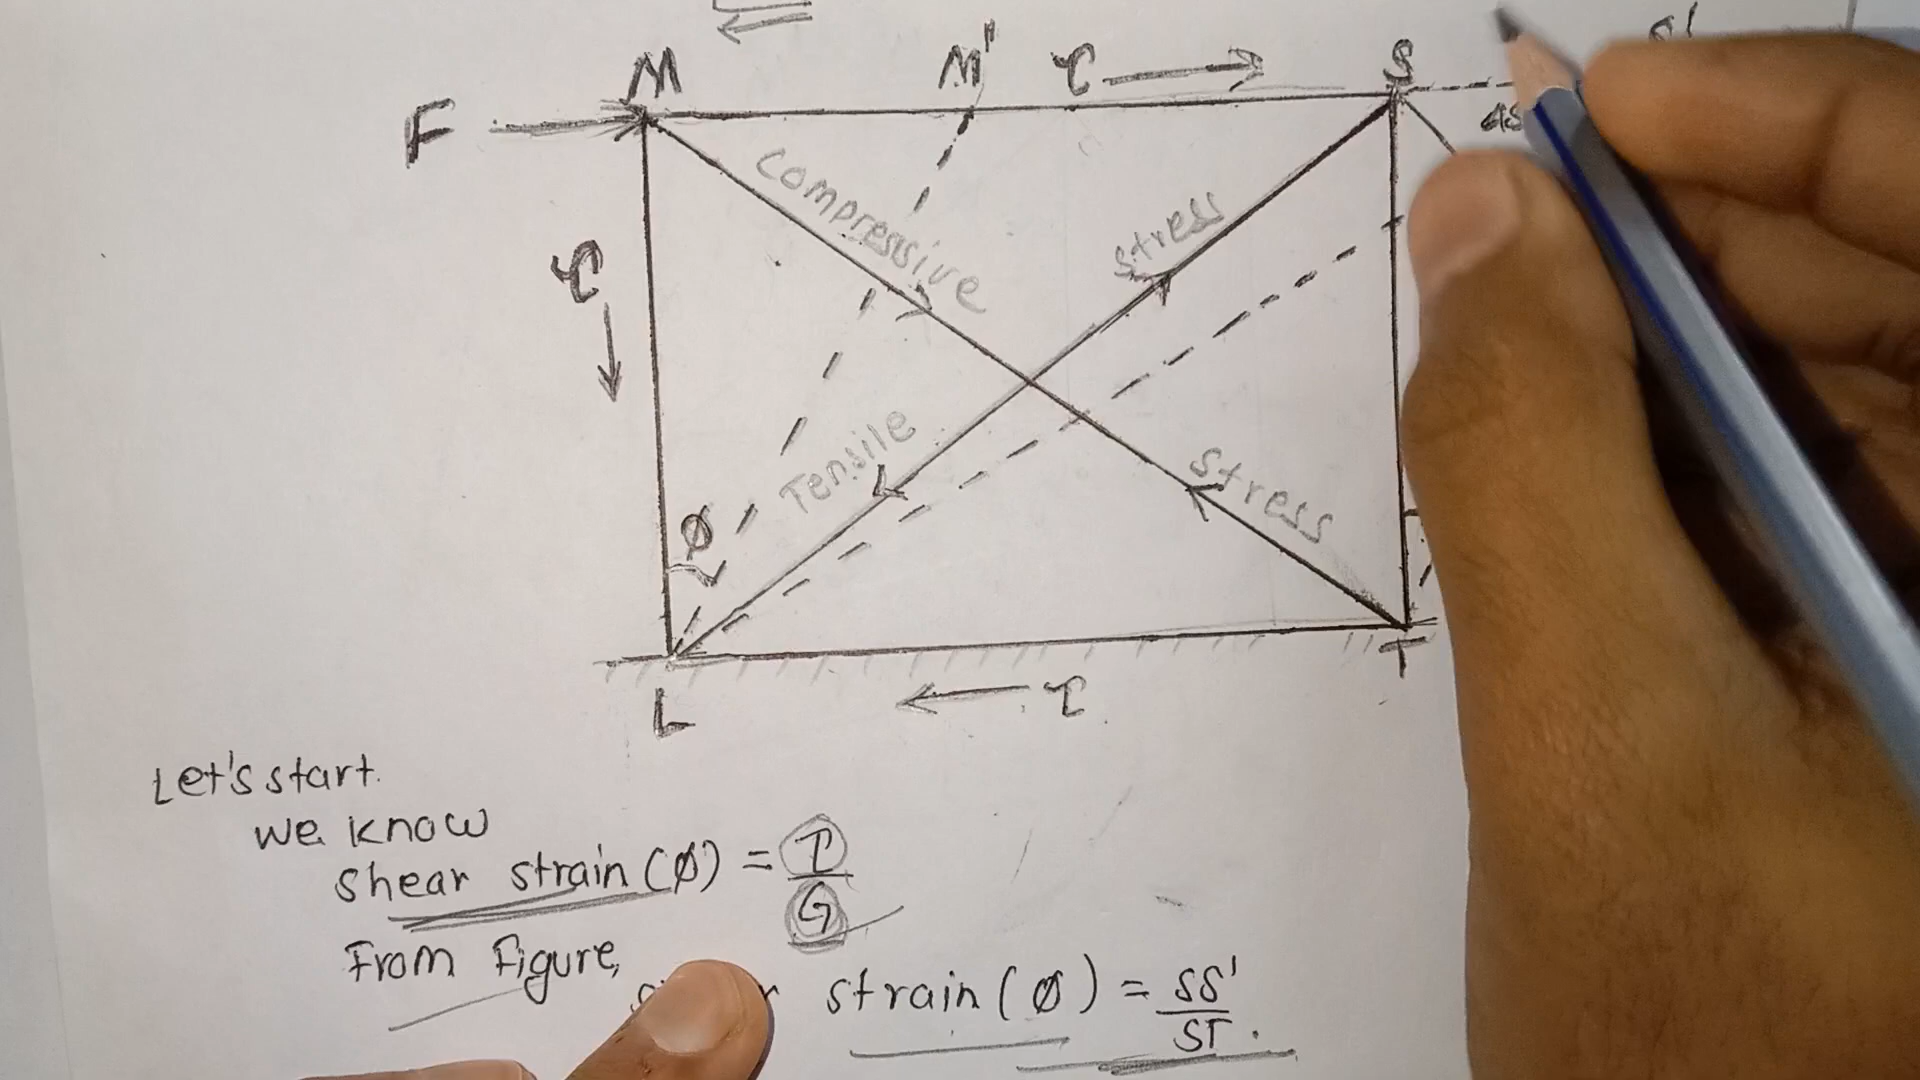 M M' τ S S'
F
compressive
stress
τ
Tensile
stress
ø
T
L τ
Let's start.
we know
shear strain (ø) = τ/G
From Figure,
strain (ø) = SS'/ST.